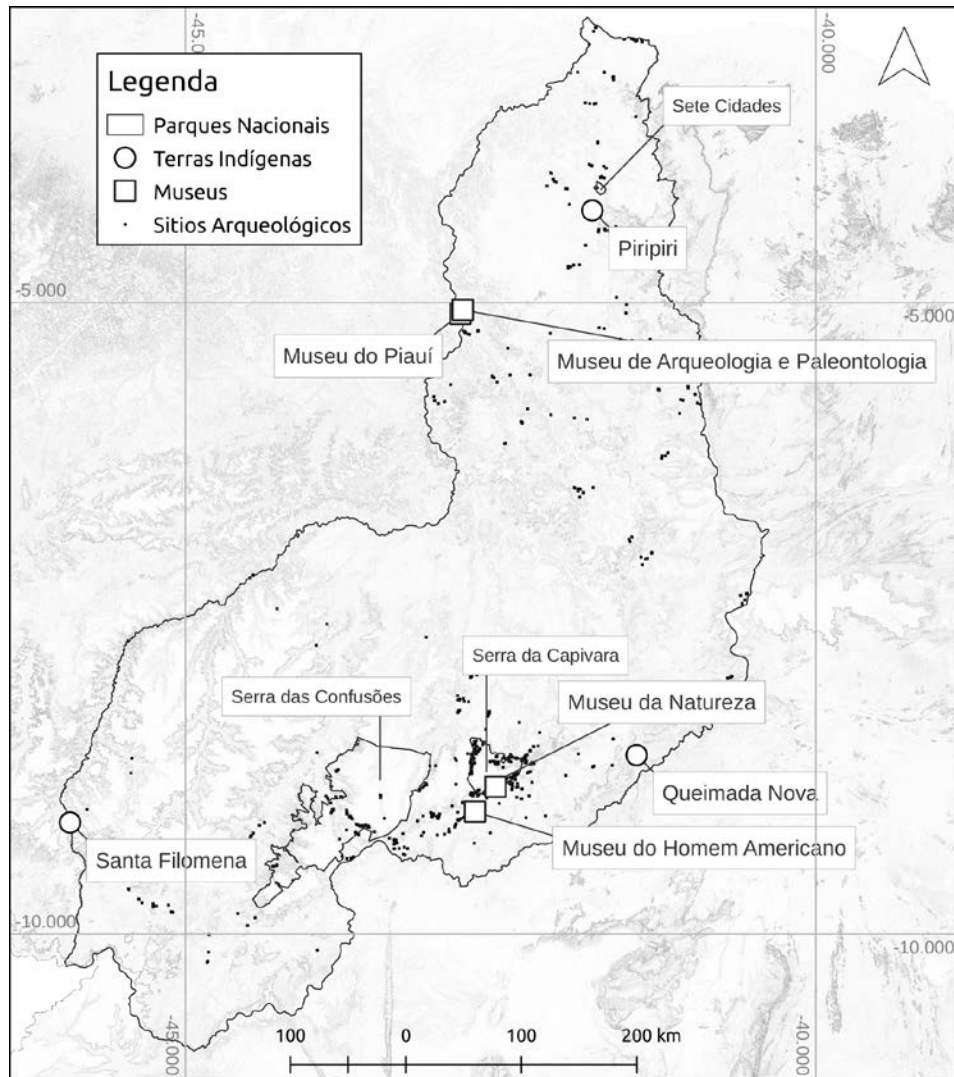 -45.0
-40.000
Legenda
Parques Nacionais
Terras Indígenas
Museus
Sitios Arqueológicos
Sete Cidades
Piripiri
-5.000
-5.000
Museu do Piauí
Museu de Arqueologia e Paleontologia
Serra da Capivara
Serra das Confusões
Museu da Natureza
Queimada Nova
Santa Filomena
Museu do Homem Americano
-10.000
-10.000
-45.000
-40.000
100 0 100 200 km